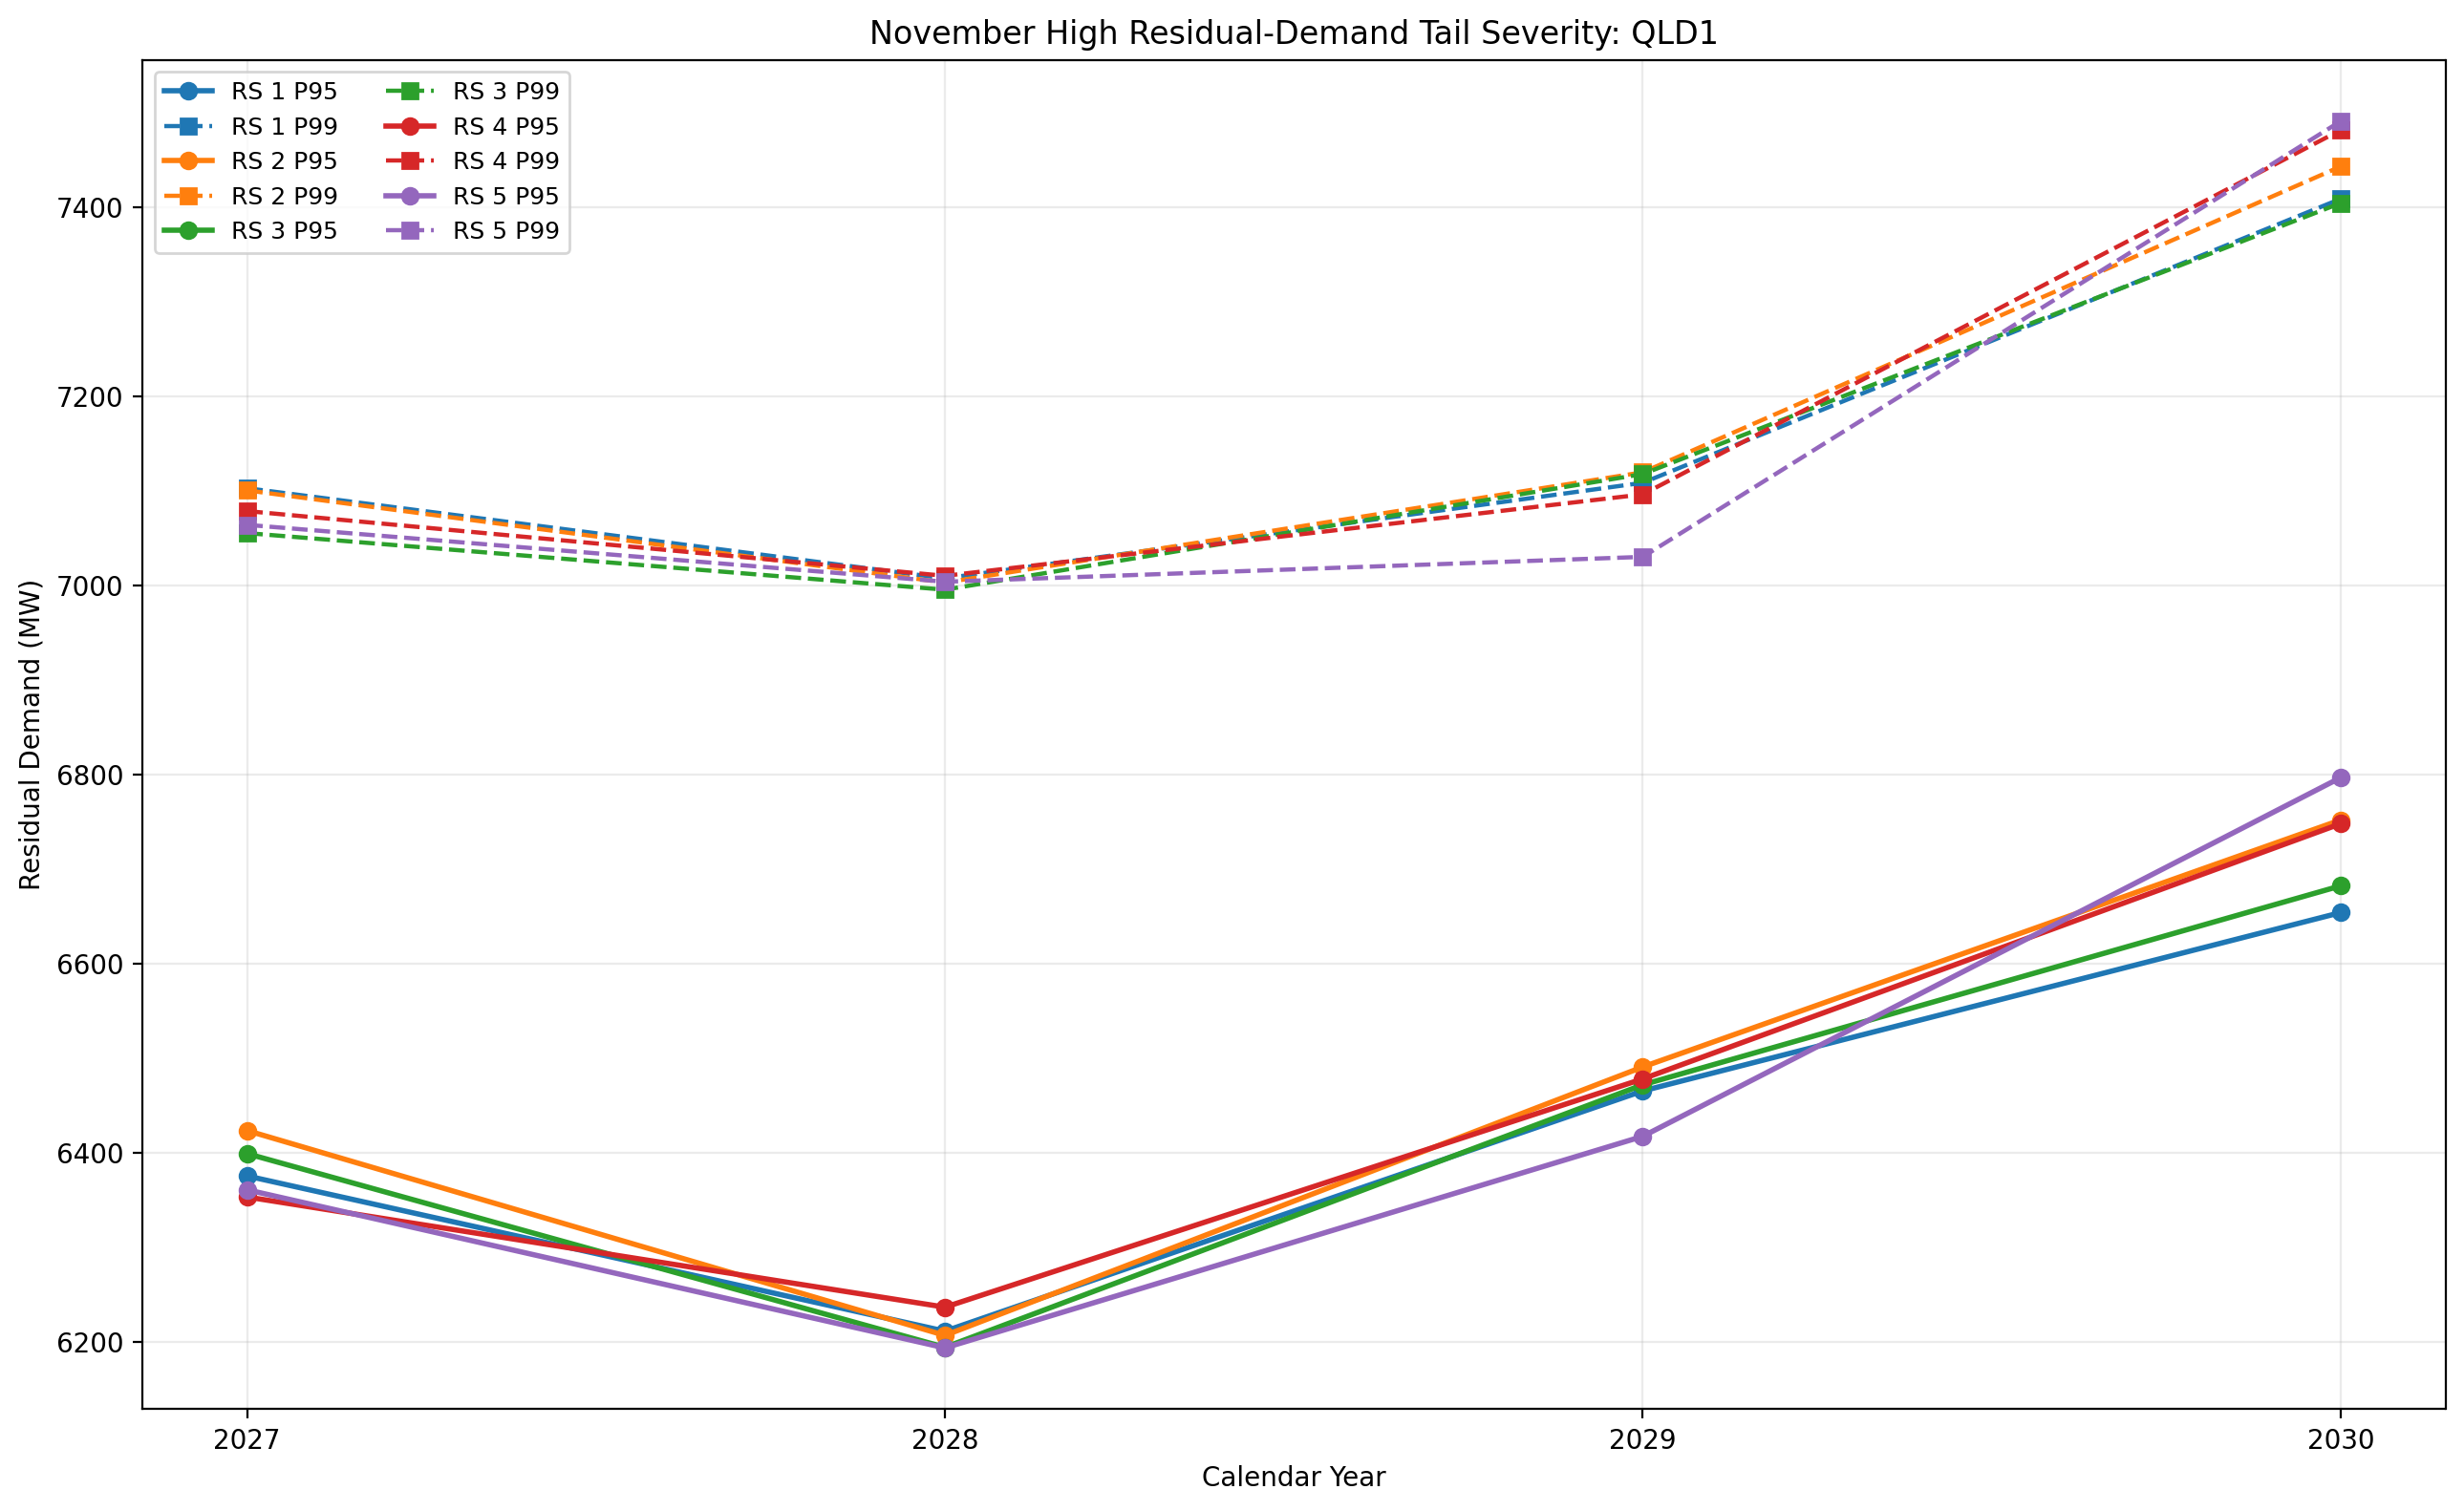 November High Residual-Demand Tail Severity: QLD1
RS 1 P95
RS 1 P99
RS 2 P95
RS 2 P99
RS 3 P95
RS 3 P99
RS 4 P95
RS 4 P99
RS 5 P95
RS 5 P99
Residual Demand (MW)
7400
7200
7000
6800
6600
6400
6200
2027
2028
2029
2030
Calendar Year